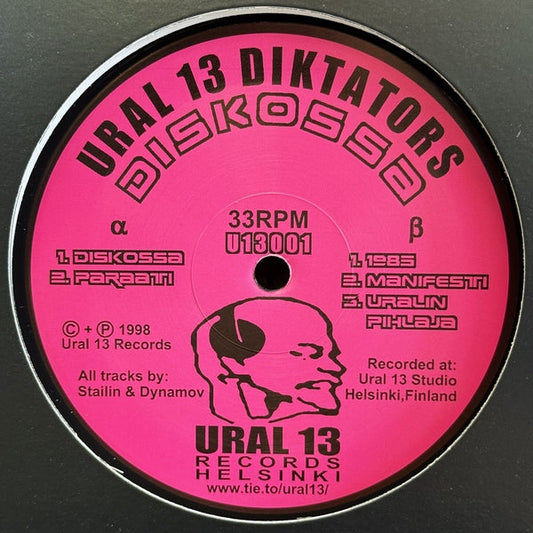 URAL 13 DIKTATORS
DISKOSSA
α
33RPM
U13001
β
1. DISKOSSA
2. PARAATI
1. 1983
2. MANIFESTI
3. URALIN
PIHLAJA
© + ℗ 1998
Ural 13 Records
All tracks by:
Stailin & Dynamov
Recorded at:
Ural 13 Studio
Helsinki,Finland
URAL 13
RECORDS
HELSINKI
www.tie.to/ural13/